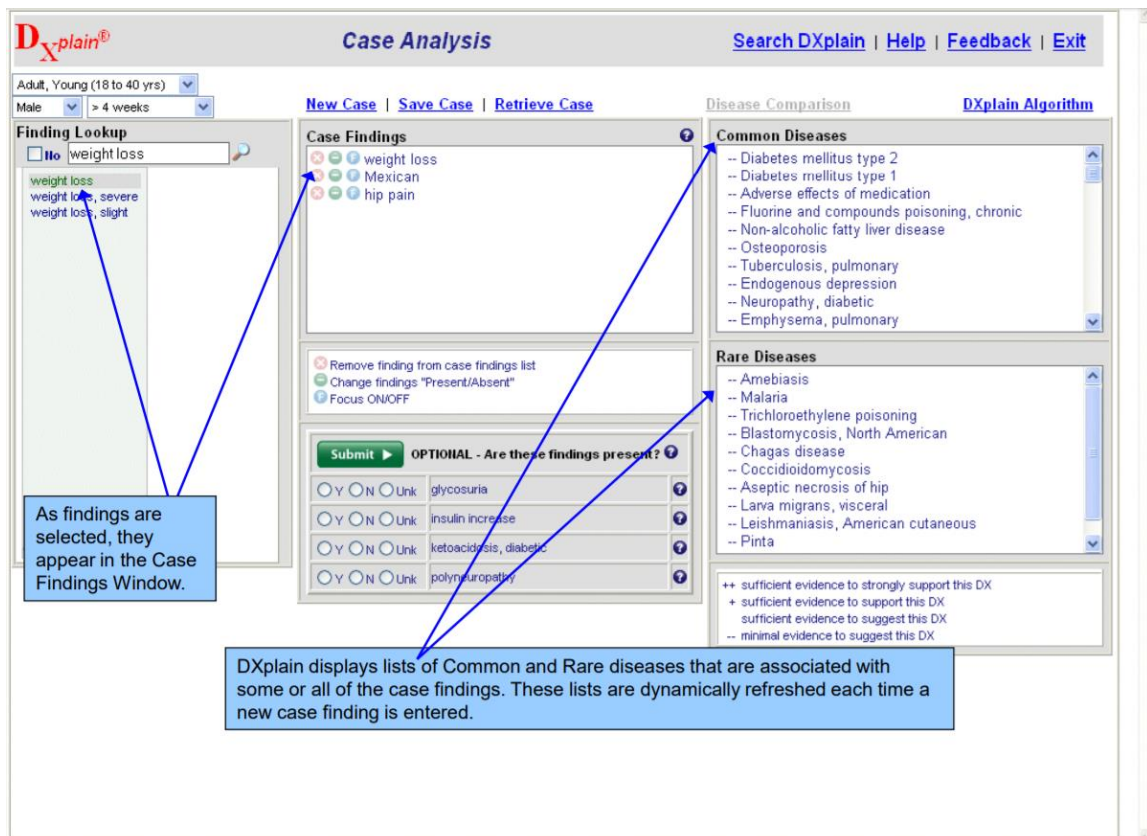 DX-plain®
Case Analysis
Search DXplain | Help | Feedback | Exit
Adult, Young (18 to 40 yrs)
Male > 4 weeks
New Case | Save Case | Retrieve Case
Disease Comparison
DXplain Algorithm
Finding Lookup
No weight loss
weight loss
weight loss, severe
weight loss, slight
Case Findings
weight loss
Mexican
F hip pain
Remove finding from case findings list
Change findings "Present/Absent"
F Focus ON/OFF
Submit OPTIONAL - Are these findings present? ?
Y N Unk glycosuria ?
Y N Unk insulin increase ?
Y N Unk ketoacidosis, diabetic ?
Y N Unk polyneuropathy ?
Common Diseases
-- Diabetes mellitus type 2
-- Diabetes mellitus type 1
-- Adverse effects of medication
-- Fluorine and compounds poisoning, chronic
-- Non-alcoholic fatty liver disease
-- Osteoporosis
-- Tuberculosis, pulmonary
-- Endogenous depression
-- Neuropathy, diabetic
-- Emphysema, pulmonary
Rare Diseases
-- Amebiasis
-- Malaria
-- Trichloroethylene poisoning
-- Blastomycosis, North American
-- Chagas disease
-- Coccidioidomycosis
-- Aseptic necrosis of hip
-- Larva migrans, visceral
-- Leishmaniasis, American cutaneous
-- Pinta
++ sufficient evidence to strongly support this DX
+ sufficient evidence to support this DX
sufficient evidence to suggest this DX
-- minimal evidence to suggest this DX
As findings are
selected, they
appear in the Case
Findings Window.
DXplain displays lists of Common and Rare diseases that are associated with
some or all of the case findings. These lists are dynamically refreshed each time a
new case finding is entered.